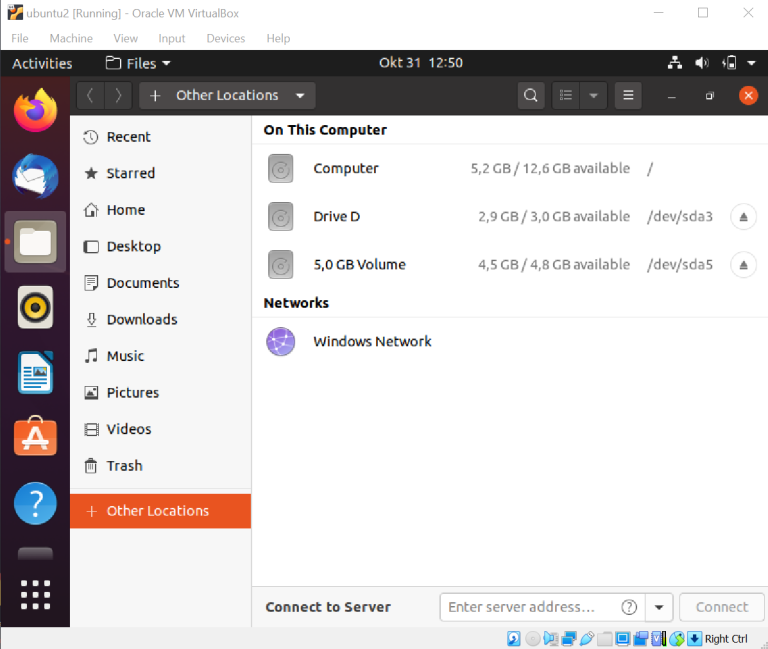 ubuntu2 [Running] - Oracle VM VirtualBox
File Machine View Input Devices Help
Activities Files Okt 31 12:50
+ Other Locations
Recent
Starred
Home
Desktop
Documents
Downloads
Music
Pictures
Videos
Trash
+ Other Locations
On This Computer
Computer 5,2 GB / 12,6 GB available /
Drive D 2,9 GB / 3,0 GB available /dev/sda3
5,0 GB Volume 4,5 GB / 4,8 GB available /dev/sda5
Networks
Windows Network
Connect to Server Enter server address... ? Connect
Right Ctrl